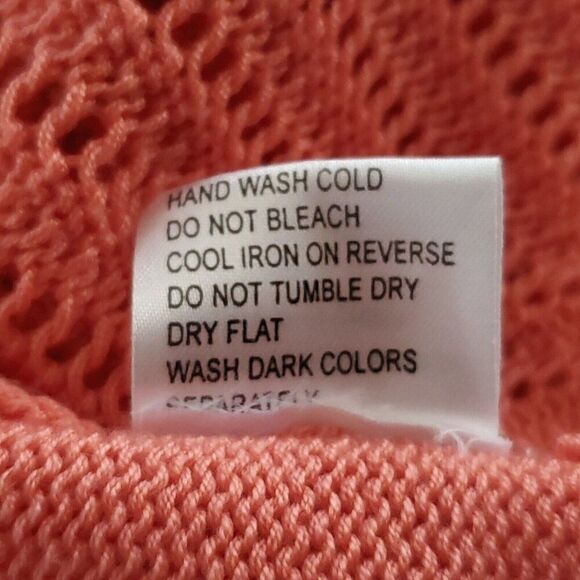 HAND WASH COLD
DO NOT BLEACH
COOL IRON ON REVERSE
DO NOT TUMBLE DRY
DRY FLAT
WASH DARK COLORS
SEPARATELY